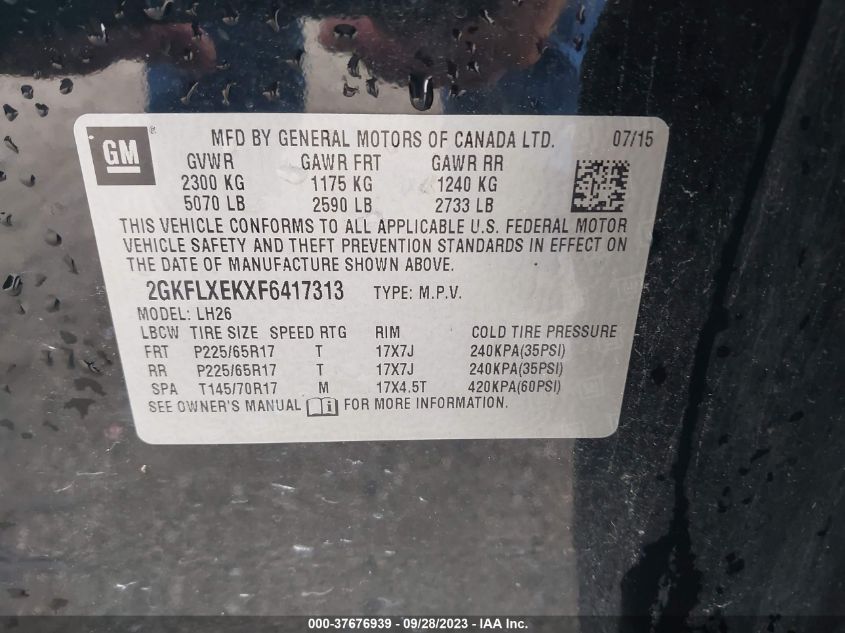 GM ® MFD BY GENERAL MOTORS OF CANADA LTD. 07/15
GVWR GAWR FRT GAWR RR
2300 KG 1175 KG 1240 KG
5070 LB 2590 LB 2733 LB
THIS VEHICLE CONFORMS TO ALL APPLICABLE U.S. FEDERAL MOTOR
VEHICLE SAFETY AND THEFT PREVENTION STANDARDS IN EFFECT ON
THE DATE OF MANUFACTURE SHOWN ABOVE.
2GKFLXEKXF6417313 TYPE: M.P.V.
MODEL: LH26
LBCW TIRE SIZE SPEED RTG RIM COLD TIRE PRESSURE
FRT P225/65R17 T 17X7J 240KPA(35PSI)
RR P225/65R17 T 17X7J 240KPA(35PSI)
SPA T145/70R17 M 17X4.5T 420KPA(60PSI)
SEE OWNER'S MANUAL FOR MORE INFORMATION.
000-37676939 - 09/28/2023 - IAA Inc.